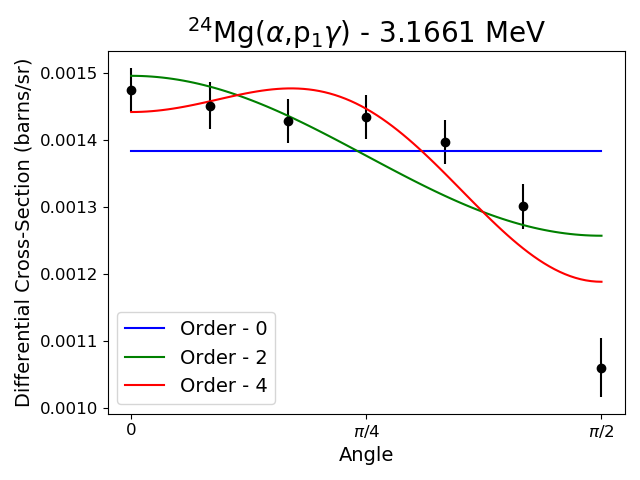 ²⁴Mg(α,p₁γ) - 3.1661 MeV
Differential Cross-Section (barns/sr)
0.0015
0.0014
0.0013
0.0012
0.0011
0.0010
Order - 0
Order - 2
Order - 4
0 π/4 π/2
Angle